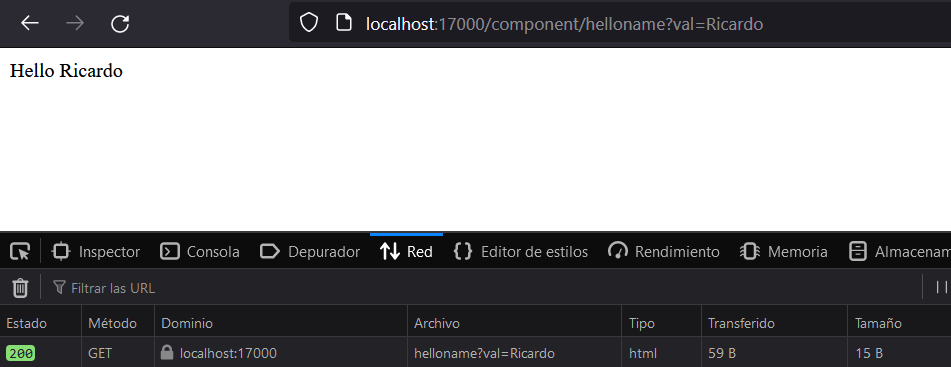 localhost:17000/component/helloname?val=Ricardo
Hello Ricardo
Inspector Consola Depurador Red Editor de estilos Rendimiento Memoria Almacenam
Filtrar las URL
Estado Método Dominio Archivo Tipo Transferido Tamaño
200 GET localhost:17000 helloname?val=Ricardo html 59 B 15 B